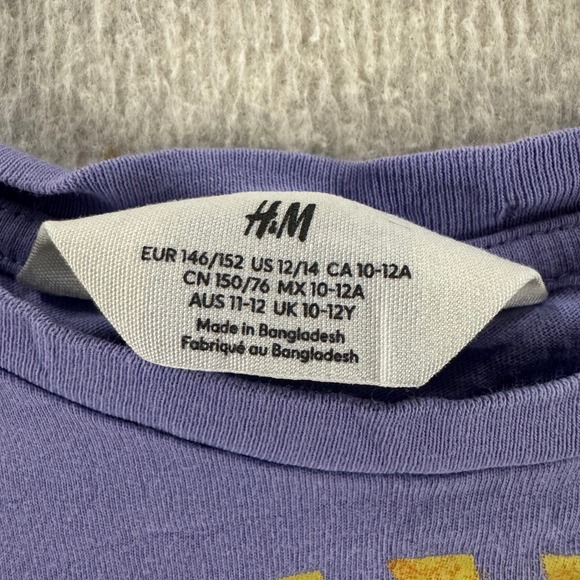 H&M
EUR 146/152 US 12/14 CA 10-12A
CN 150/76 MX 10-12A
AUS 11-12 UK 10-12Y
Made in Bangladesh
Fabriqué au Bangladesh